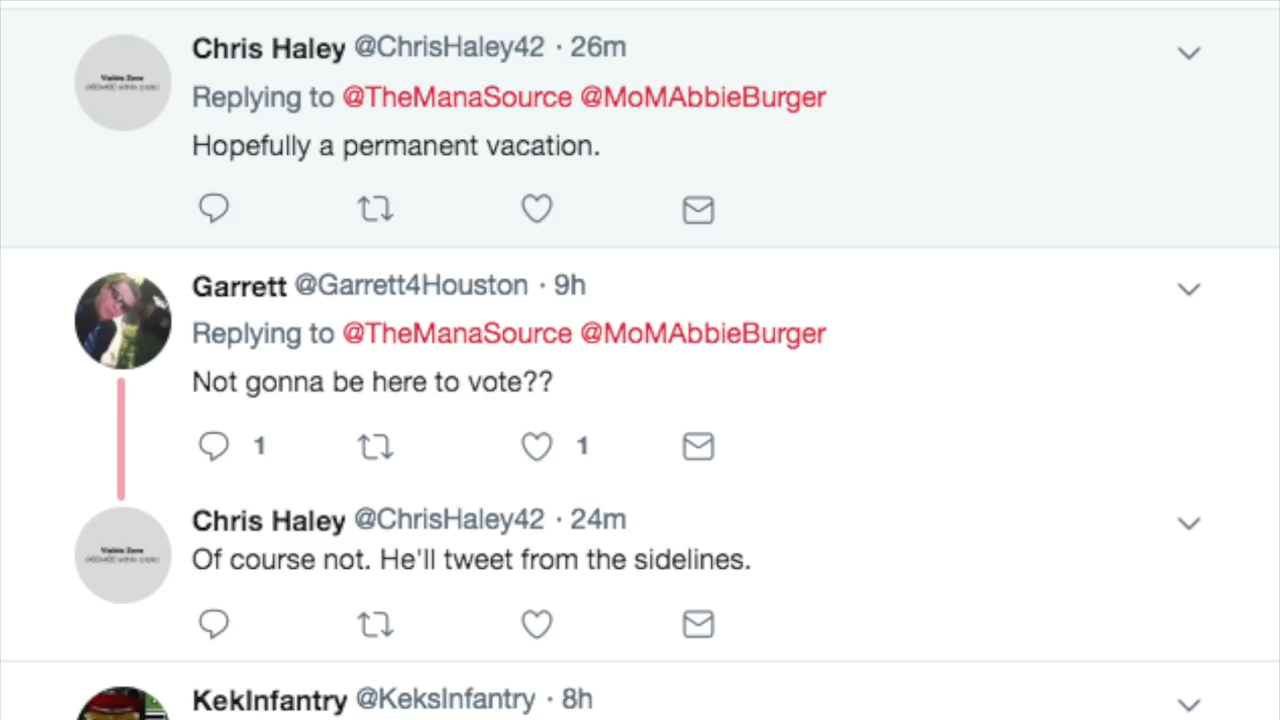 Chris Haley @ChrisHaley42 · 26m
Replying to @TheManaSource @MoMAbbieBurger
Hopefully a permanent vacation.
Garrett @Garrett4Houston · 9h
Replying to @TheManaSource @MoMAbbieBurger
Not gonna be here to vote??
1 1
Chris Haley @ChrisHaley42 · 24m
Of course not. He'll tweet from the sidelines.
KekInfantry @KeksInfantry · 8h